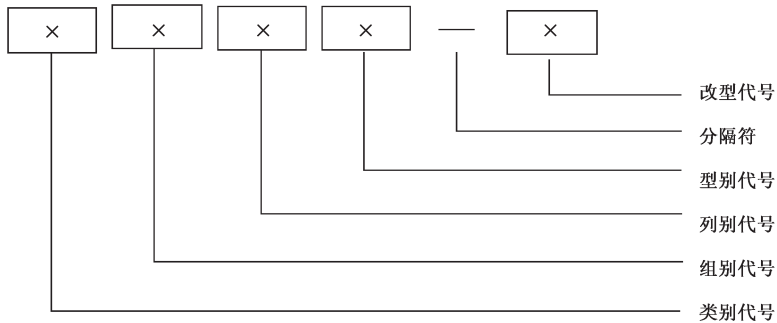 × × × × — ×
改型代号
分隔符
型别代号
列别代号
组别代号
类别代号